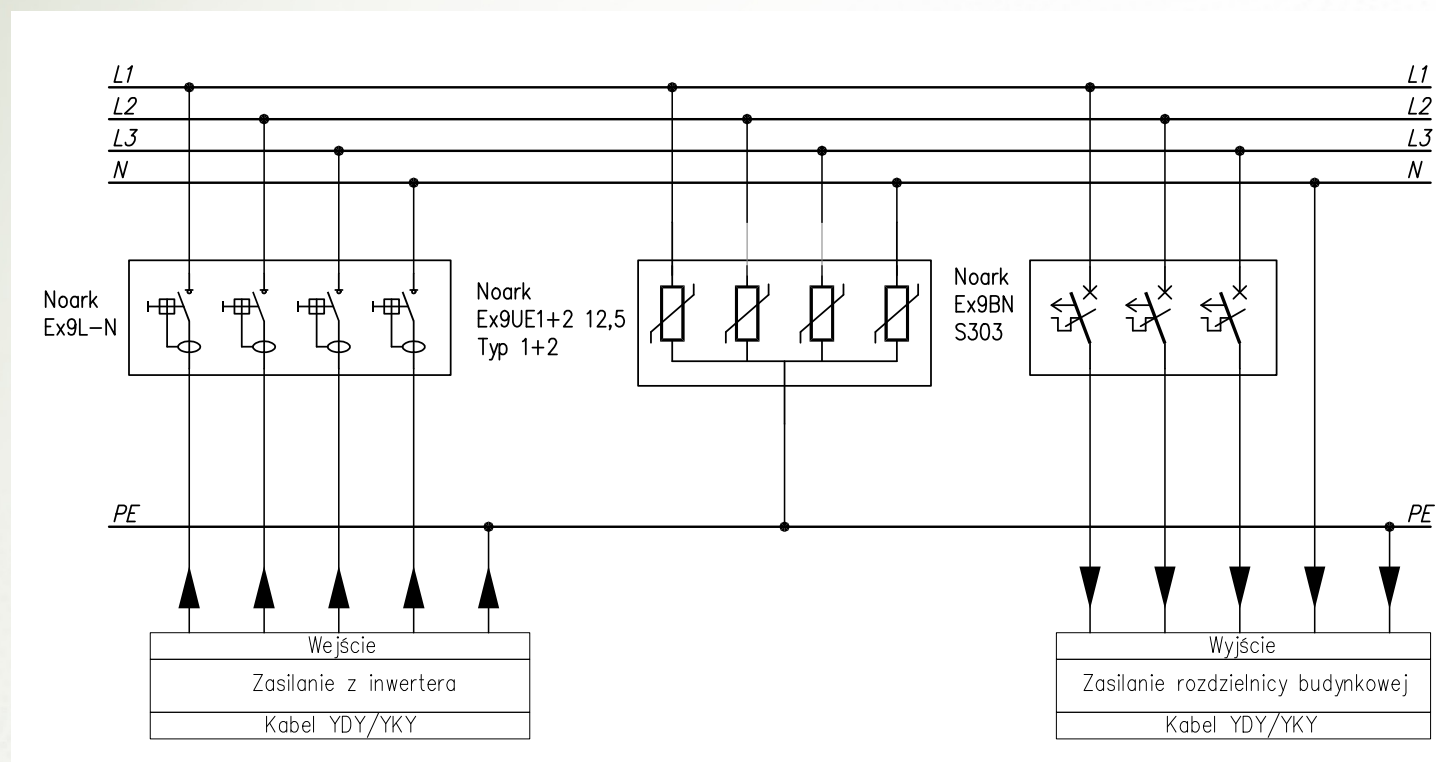 L1 L1
L2 L2
L3 L3
N N
Noark
Ex9L-N
Noark
Ex9UE1+2 12,5
Typ 1+2
Noark
Ex9BN
S303
PE PE
Wejście
Zasilanie z inwertera
Kabel YDY/YKY
Wyjście
Zasilanie rozdzielnicy budynkowej
Kabel YDY/YKY